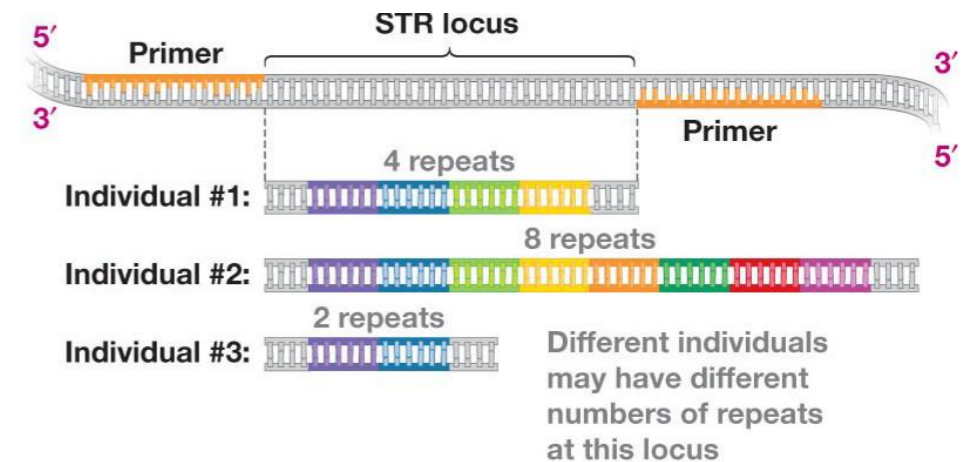 STR locus
5′
Primer
3′
3′
Primer
5′
4 repeats
Individual #1:
8 repeats
Individual #2:
2 repeats
Individual #3:
Different individuals
may have different
numbers of repeats
at this locus